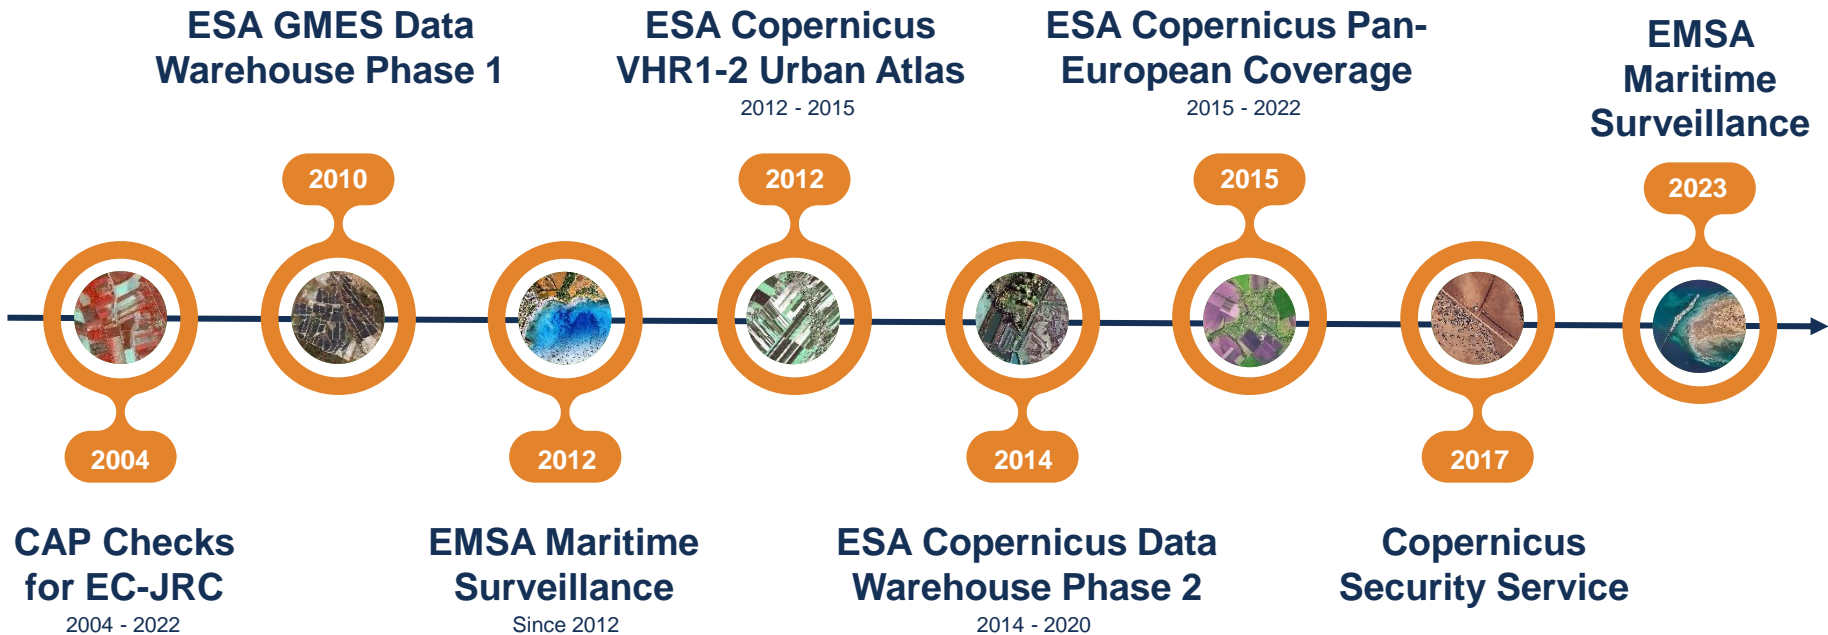 ESA GMES Data
Warehouse Phase 1
ESA Copernicus
VHR1-2 Urban Atlas
2012 - 2015
ESA Copernicus Pan-
European Coverage
2015 - 2022
EMSA
Maritime
Surveillance
2010
2012
2015
2023
2004
2012
2014
2017
CAP Checks
for EC-JRC
2004 - 2022
EMSA Maritime
Surveillance
Since 2012
ESA Copernicus Data
Warehouse Phase 2
2014 - 2020
Copernicus
Security Service